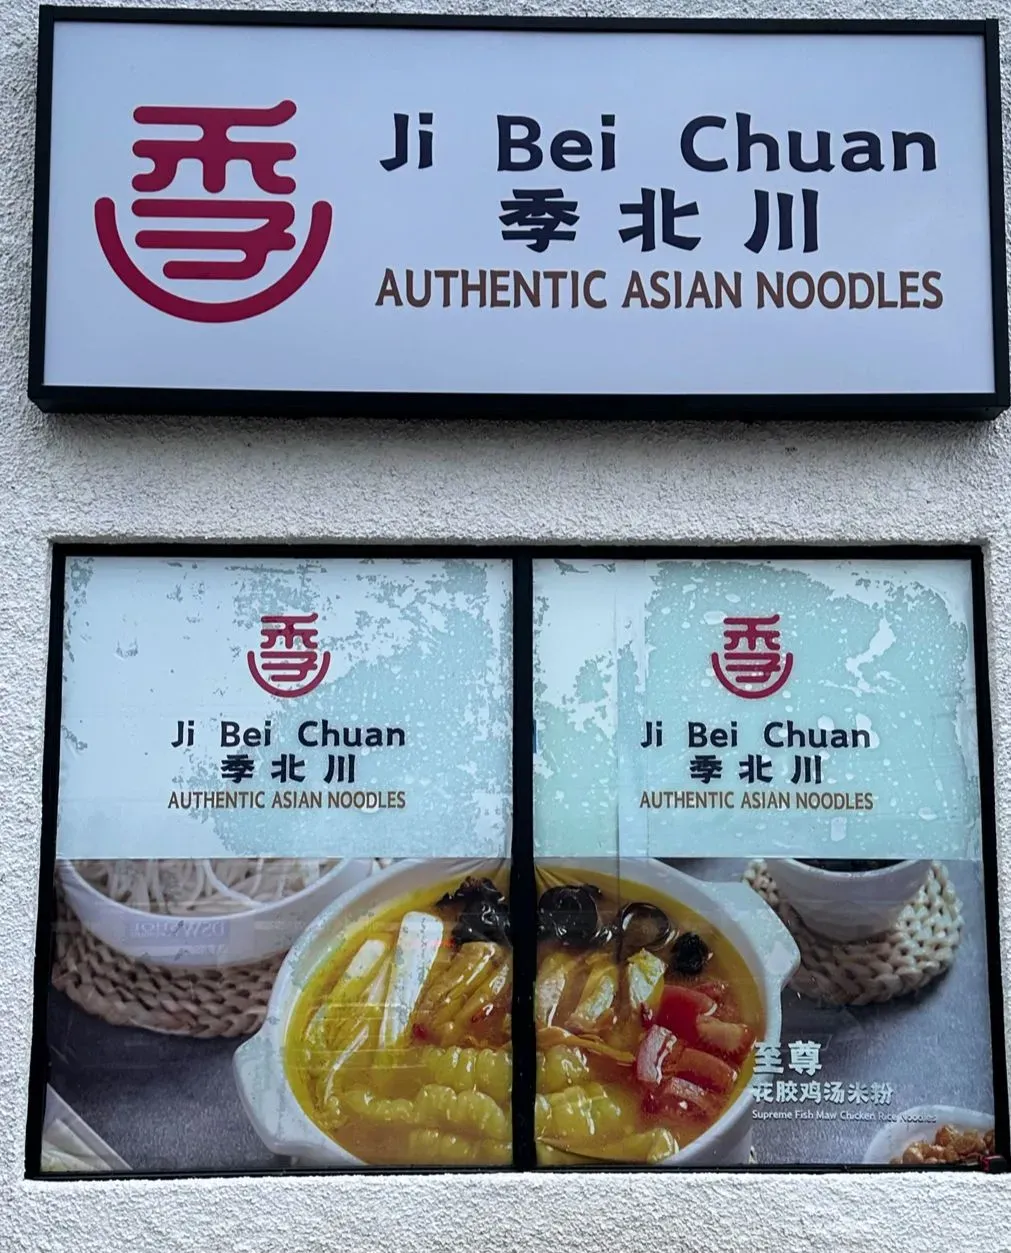 季
Ji Bei Chuan
季北川
AUTHENTIC ASIAN NOODLES
季
Ji Bei Chuan
季北川
AUTHENTIC ASIAN NOODLES
季
Ji Bei Chuan
季北川
AUTHENTIC ASIAN NOODLES
至尊
花胶鸡汤米粉
Supreme Fish Maw Chicken Rice Noodles